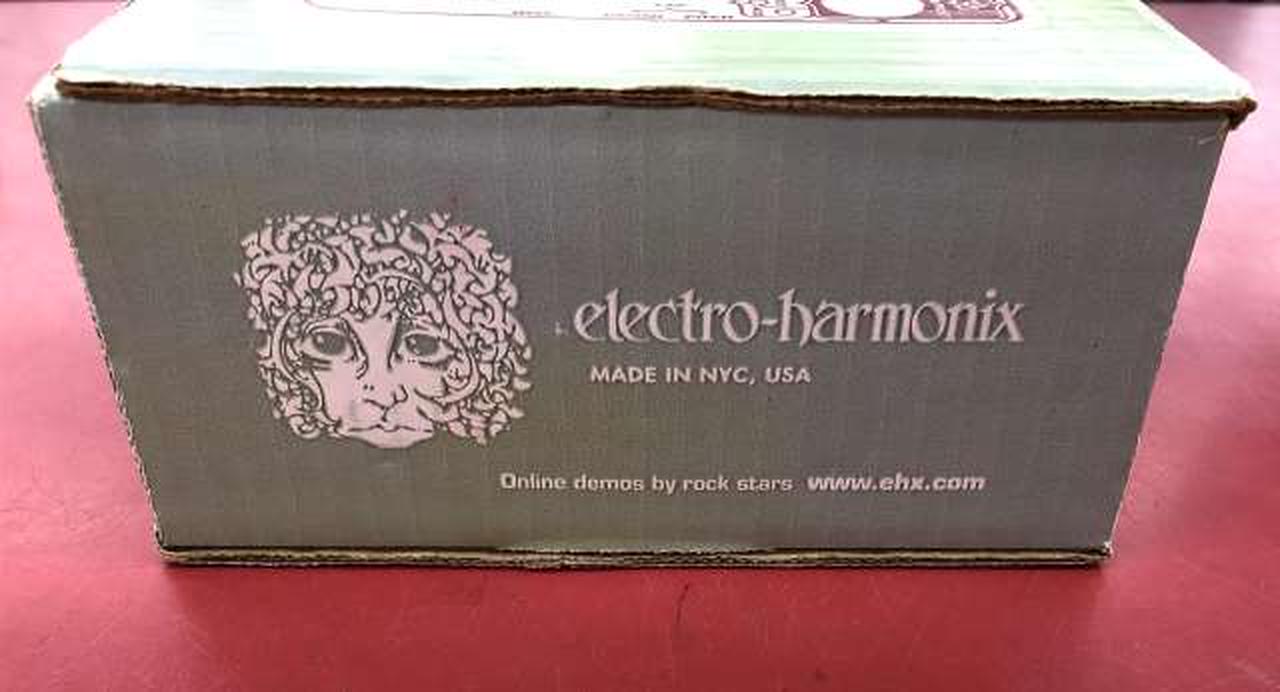 electro-harmonix
MADE IN NYC, USA
Online demos by rock stars www.ehx.com